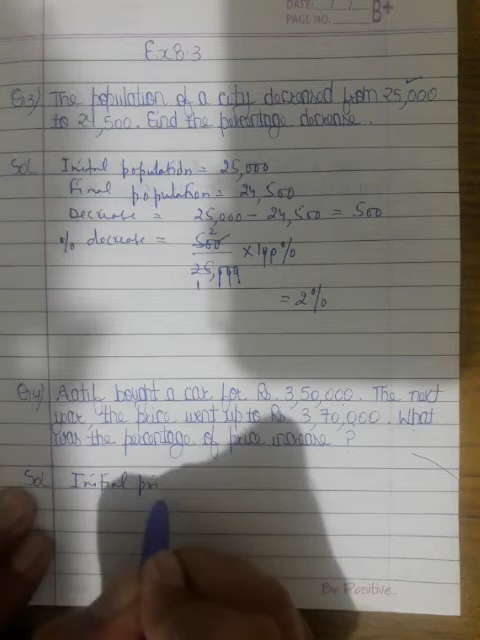 DATE: / /
PAGE NO.
B+
Ex 8.3
Q3) The population of a city decreased from 25,000
to 24,500. Find the percentage decrease.
Sol. Initial population = 25,000
Final population = 24,500
Decrease = 25,000 - 24,500 = 500
% decrease = 500/25,000 × 100%
= 2%
Q4) Aatif bought a car for Rs. 3,50,000. The next
year, the price went up to Rs. 3,70,000. What
was the percentage of price increase?
Sol. Initial pri
Be Positive..